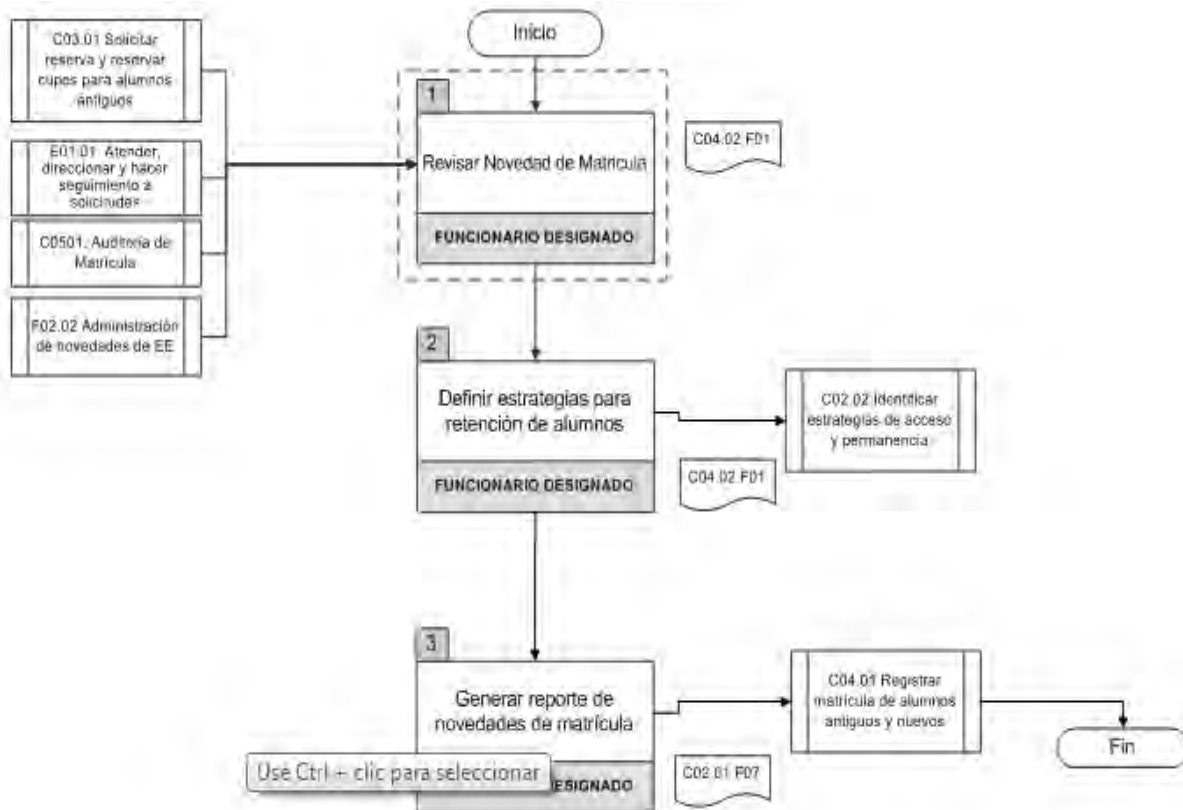 Inicio
C03.01 Solicitar
reserva y reservar
cupos para alumnos
antiguos
E01.01 Atender,
direccionar y hacer
seguimiento a
solicitudes
C0501. Auditoria de
Matricula
F02.02 Administración
de novedades de EE
1
Revisar Novedad de Matricula
FUNCIONARIO DESIGNADO
C04.02.F01
2
Definir estrategias para
retención de alumnos
FUNCIONARIO DESIGNADO
C04.02.F01
C02.02 Identificar
estrategias de acceso
y permanencia
3
Generar reporte de
novedades de matrícula
DESIGNADO
Use Ctrl + clic para seleccionar
C02.01.F07
C04.01 Registrar
matrícula de alumnos
antiguos y nuevos
Fin